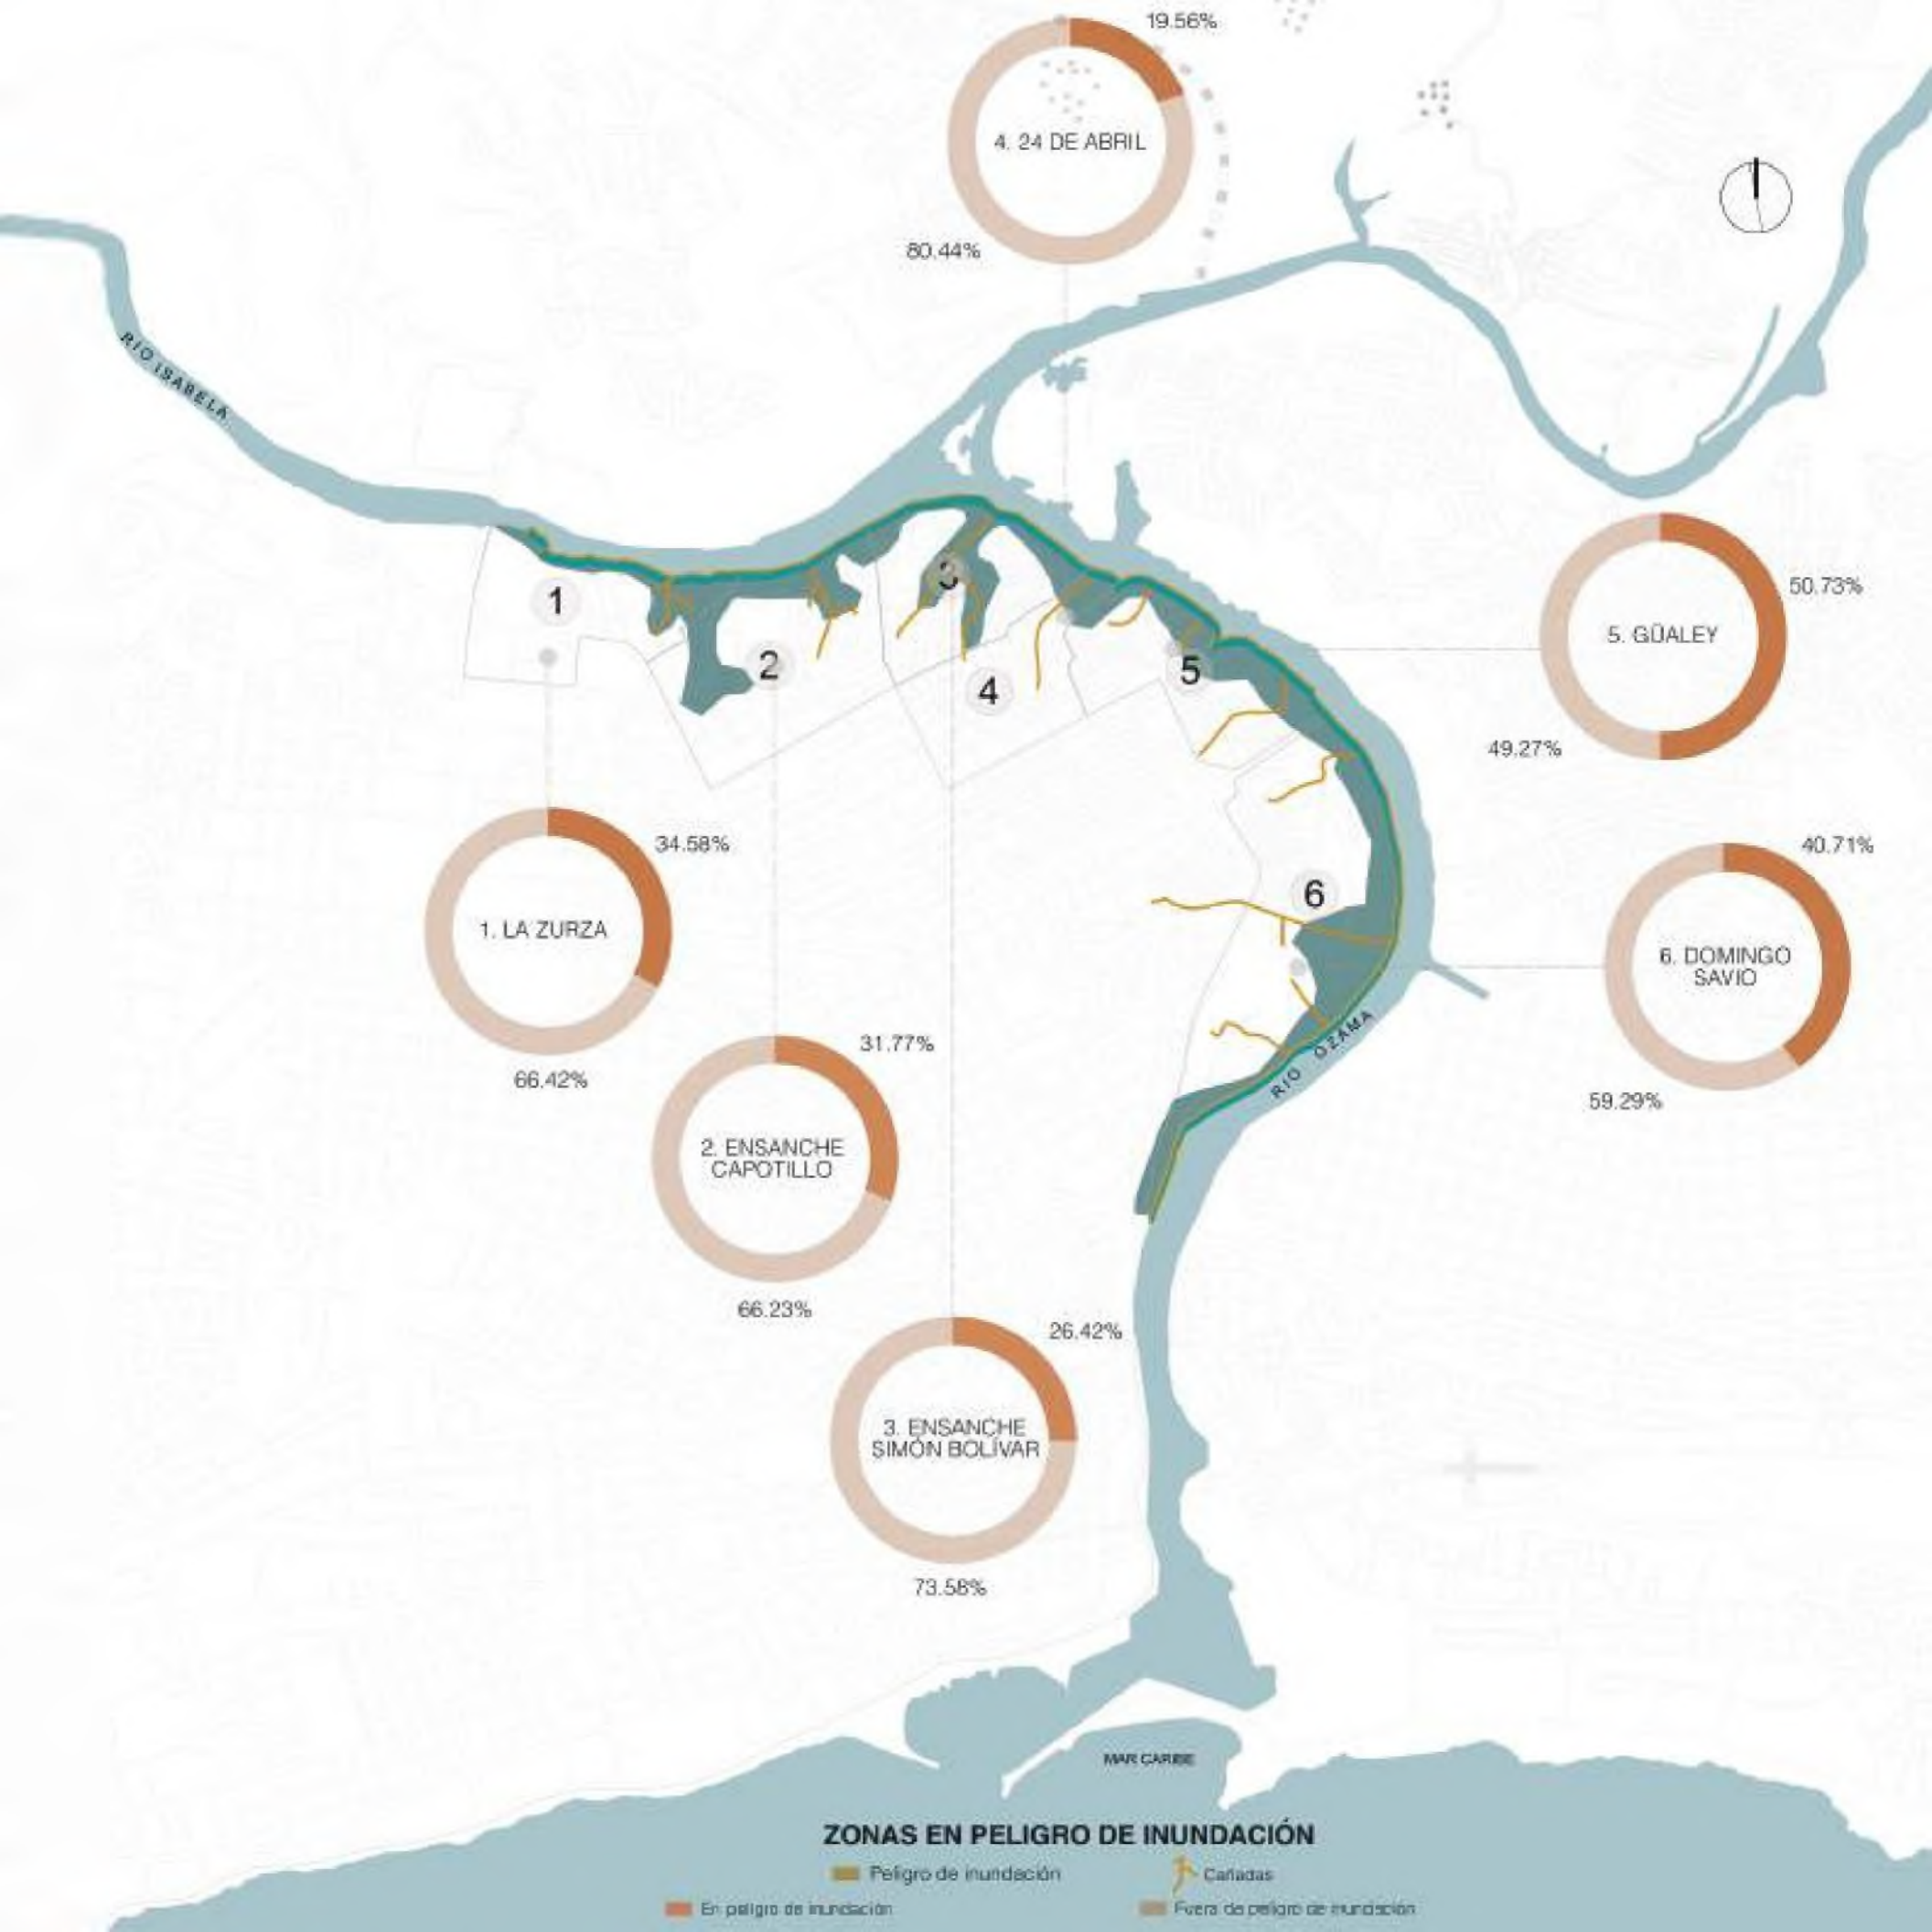 19.56%
4. 24 DE ABRIL
80.44%
RIO ISABELA
50.73%
5. GÜALEY
49.27%
1
2
3
4
5
6
34.58%
1. LA ZURZA
66.42%
40.71%
6. DOMINGO
SAVIO
59.29%
RIO OZAMA
31.77%
2. ENSANCHE
CAPOTILLO
66.23%
26.42%
3. ENSANCHE
SIMÓN BOLÍVAR
73.58%
MAR CARIBE
ZONAS EN PELIGRO DE INUNDACIÓN
Peligro de inundación
Cañadas
En peligro de inundación
Fuera de peligro de inundación